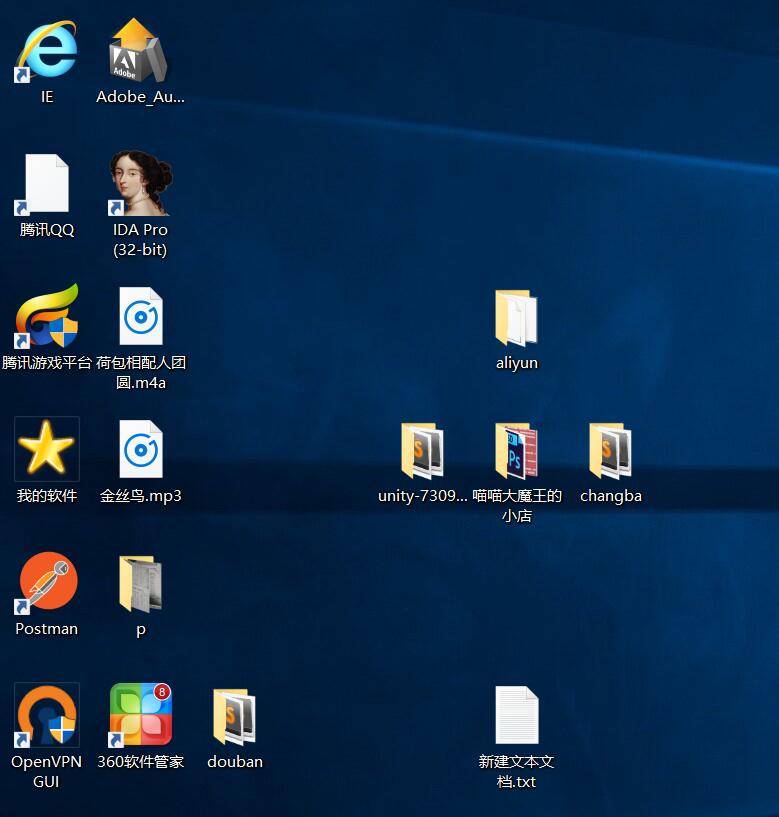 Adobe
IE
Adobe_Au...
腾讯QQ
IDA Pro
(32-bit)
腾讯游戏平台
荷包相配人团
圆.m4a
aliyun
我的软件
金丝鸟.mp3
unity-7309...
Ps
喵喵大魔王的
小店
changba
Postman
p
8
OpenVPN
GUI
360软件管家
douban
新建文本文
档.txt